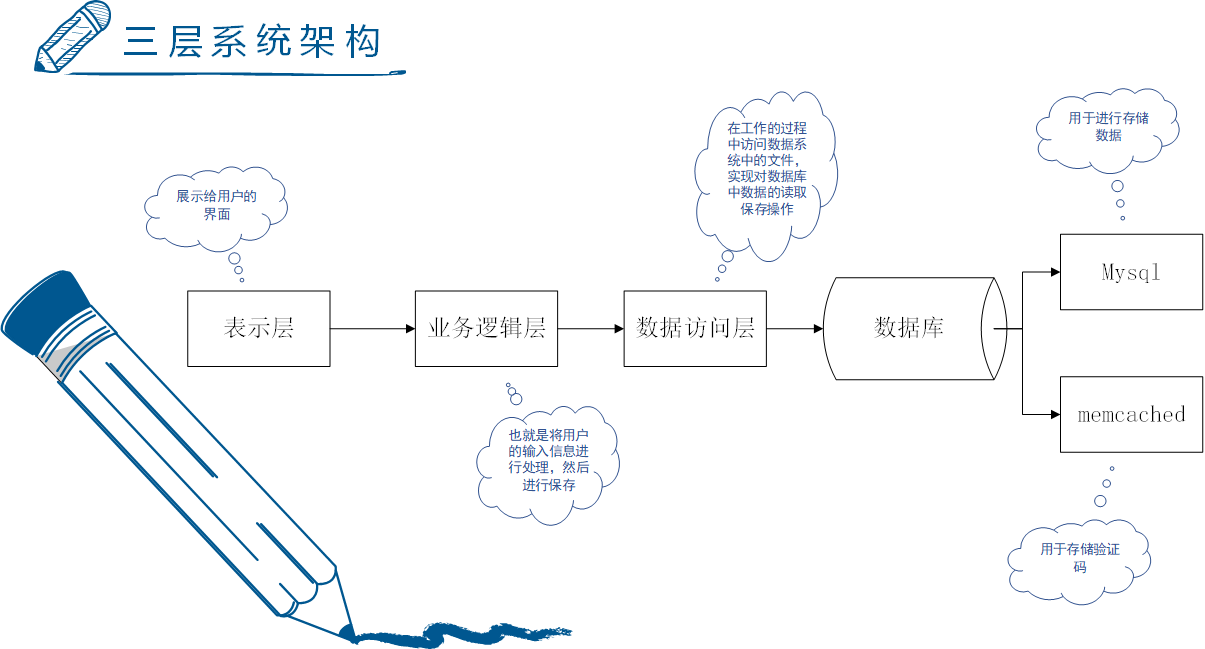 三层系统架构
展示给用户的
界面
在工作的过程
中访问数据系
统中的文件，
实现对数据库
中数据的读取
保存操作
用于进行存储
数据
表示层
业务逻辑层
数据访问层
数据库
Mysql
memcached
也就是将用户
的输入信息进
行处理，然后
进行保存
用于存储验证
码